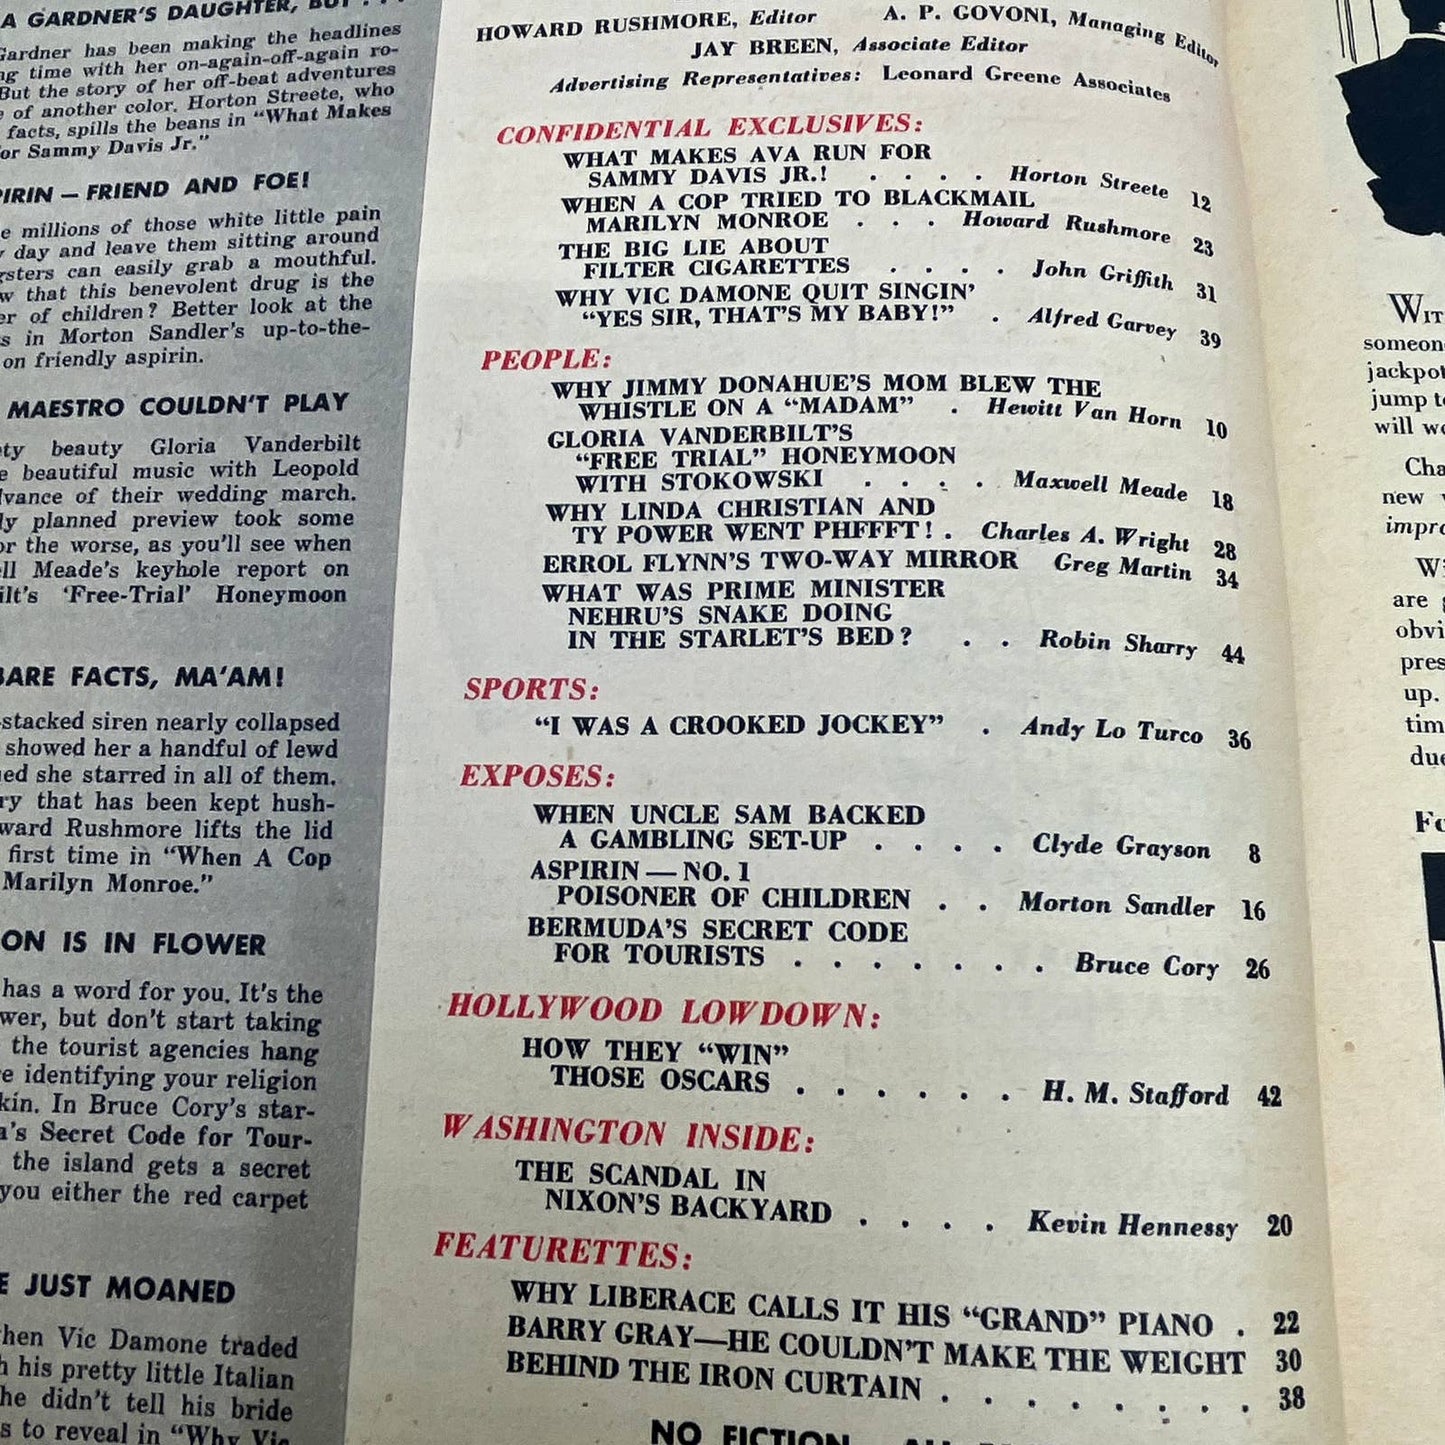 A GARDNER'S DAUGHTER, BUT . . .
Gardner has been making the headlines
time with her on-again-off-again ro-
But the story of her off-beat adventures
of another color. Horton Streete, who
facts, spills the beans in "What Makes
for Sammy Davis Jr."
— FRIEND AND FOE!
millions of those white little pain
day and leave them sitting around
can easily grab a mouthful.
that this benevolent drug is the
of children? Better look at the
in Morton Sandler's up-to-the-
on friendly aspirin.
MAESTRO COULDN'T PLAY
beauty Gloria Vanderbilt
beautiful music with Leopold
of their wedding march.
planned preview took some
for the worse, as you'll see when
Meade's keyhole report on
'Free-Trial' Honeymoon
BARE FACTS, MA'AM!
-stacked siren nearly collapsed
showed her a handful of lewd
she starred in all of them.
that has been kept hush-
Rushmore lifts the lid
first time in "When A Cop
Marilyn Monroe."
IS IN FLOWER
has a word for you. It's the
but don't start taking
the tourist agencies hang
identifying your religion
In Bruce Cory's star-
Secret Code for Tour-
the island gets a secret
you either the red carpet
JUST MOANED
Vic Damone traded
his pretty little Italian
he didn't tell his bride
to reveal in "Why Vic
HOWARD RUSHMORE, Editor A. P. GOVONI, Managing Editor
JAY BREEN, Associate Editor
Advertising Representatives: Leonard Greene Associates
CONFIDENTIAL EXCLUSIVES:
WHAT MAKES AVA RUN FOR
SAMMY DAVIS JR.! . . . . Horton Streete 12
WHEN A COP TRIED TO BLACKMAIL
MARILYN MONROE . . . Howard Rushmore 23
THE BIG LIE ABOUT
FILTER CIGARETTES . . . . John Griffith 31
WHY VIC DAMONE QUIT SINGIN'
"YES SIR, THAT'S MY BABY!" . Alfred Garvey 39
PEOPLE:
WHY JIMMY DONAHUE'S MOM BLEW THE
WHISTLE ON A "MADAM" . Hewitt Van Horn 10
GLORIA VANDERBILT'S
"FREE TRIAL" HONEYMOON
WITH STOKOWSKI . . . . Maxwell Meade 18
WHY LINDA CHRISTIAN AND
TY POWER WENT PHFFFT! . Charles A. Wright 28
ERROL FLYNN'S TWO-WAY MIRROR Greg Martin 34
WHAT WAS PRIME MINISTER
NEHRU'S SNAKE DOING
IN THE STARLET'S BED? . . Robin Sharry 44
SPORTS:
"I WAS A CROOKED JOCKEY" . Andy Lo Turco 36
EXPOSES:
WHEN UNCLE SAM BACKED
A GAMBLING SET-UP . . . . Clyde Grayson 8
ASPIRIN — NO. 1
POISONER OF CHILDREN . . Morton Sandler 16
BERMUDA'S SECRET CODE
FOR TOURISTS . . . . . . . Bruce Cory 26
HOLLYWOOD LOWDOWN:
HOW THEY "WIN"
THOSE OSCARS . . . . . . H. M. Stafford 42
WASHINGTON INSIDE:
THE SCANDAL IN
NIXON'S BACKYARD . . . . Kevin Hennessy 20
FEATURETTES:
WHY LIBERACE CALLS IT HIS "GRAND" PIANO . 22
BARRY GRAY—HE COULDN'T MAKE THE WEIGHT 30
BEHIND THE IRON CURTAIN . . . . . . . . 38
NO FICTION
someon
jackpot
jump
will
new
are
pres
up.